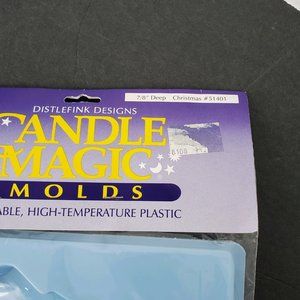 7/8" Deep Christmas #51401
DISTLEFINK DESIGNS
CANDLE
MAGIC
MOLDS
ABLE, HIGH-TEMPERATURE PLASTIC